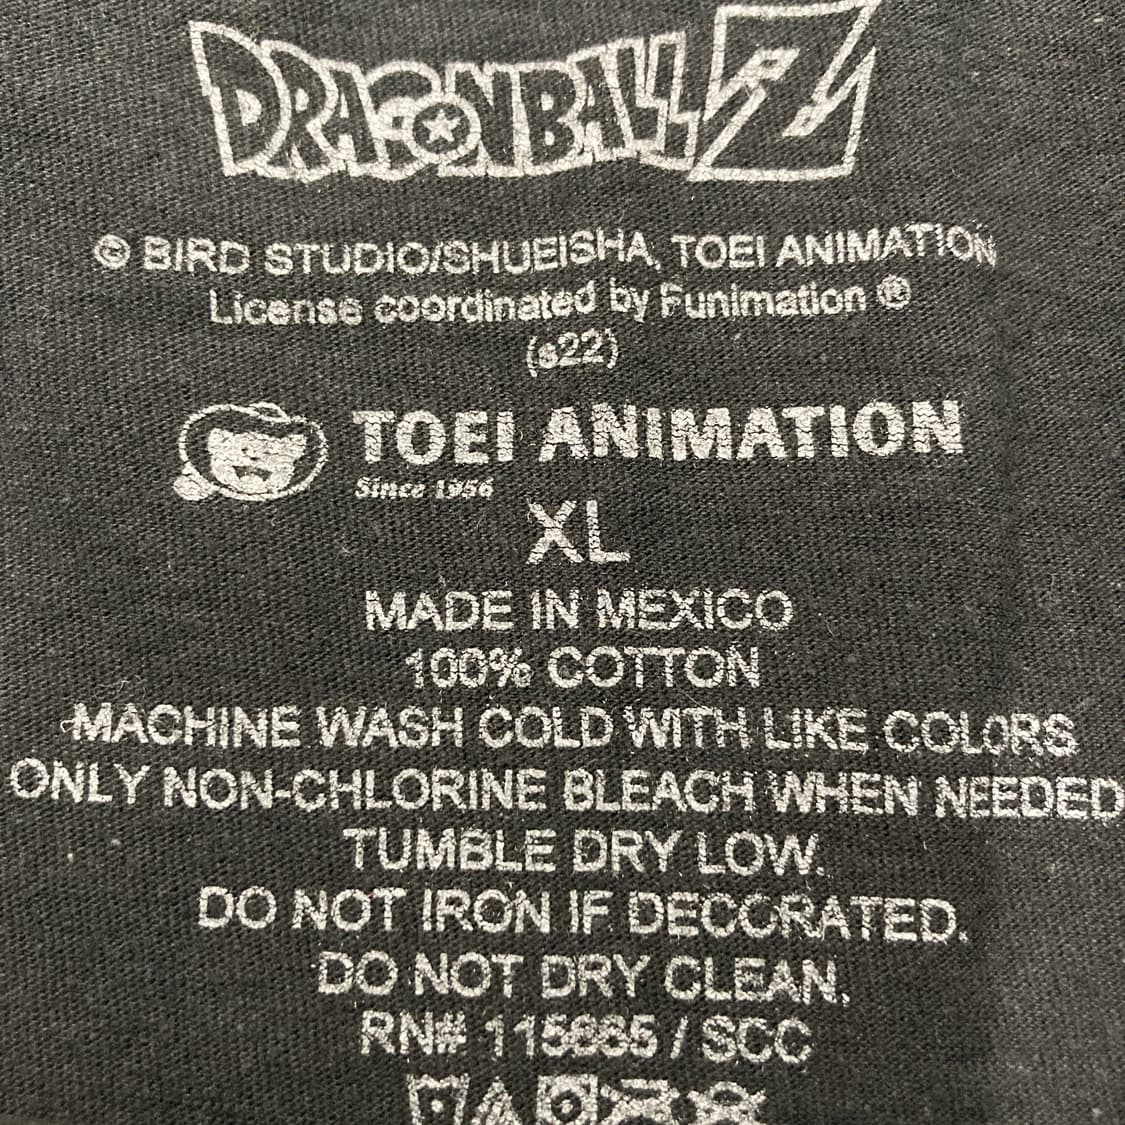 DRAGONBALL Z
© BIRD STUDIO/SHUEISHA, TOEI ANIMATION
License coordinated by Funimation ®
(s22)
TOEI ANIMATION
Since 1956
XL
MADE IN MEXICO
100% COTTON
MACHINE WASH COLD WITH LIKE COLORS
ONLY NON-CHLORINE BLEACH WHEN NEEDED
TUMBLE DRY LOW.
DO NOT IRON IF DECORATED.
DO NOT DRY CLEAN.
RN# / SCC